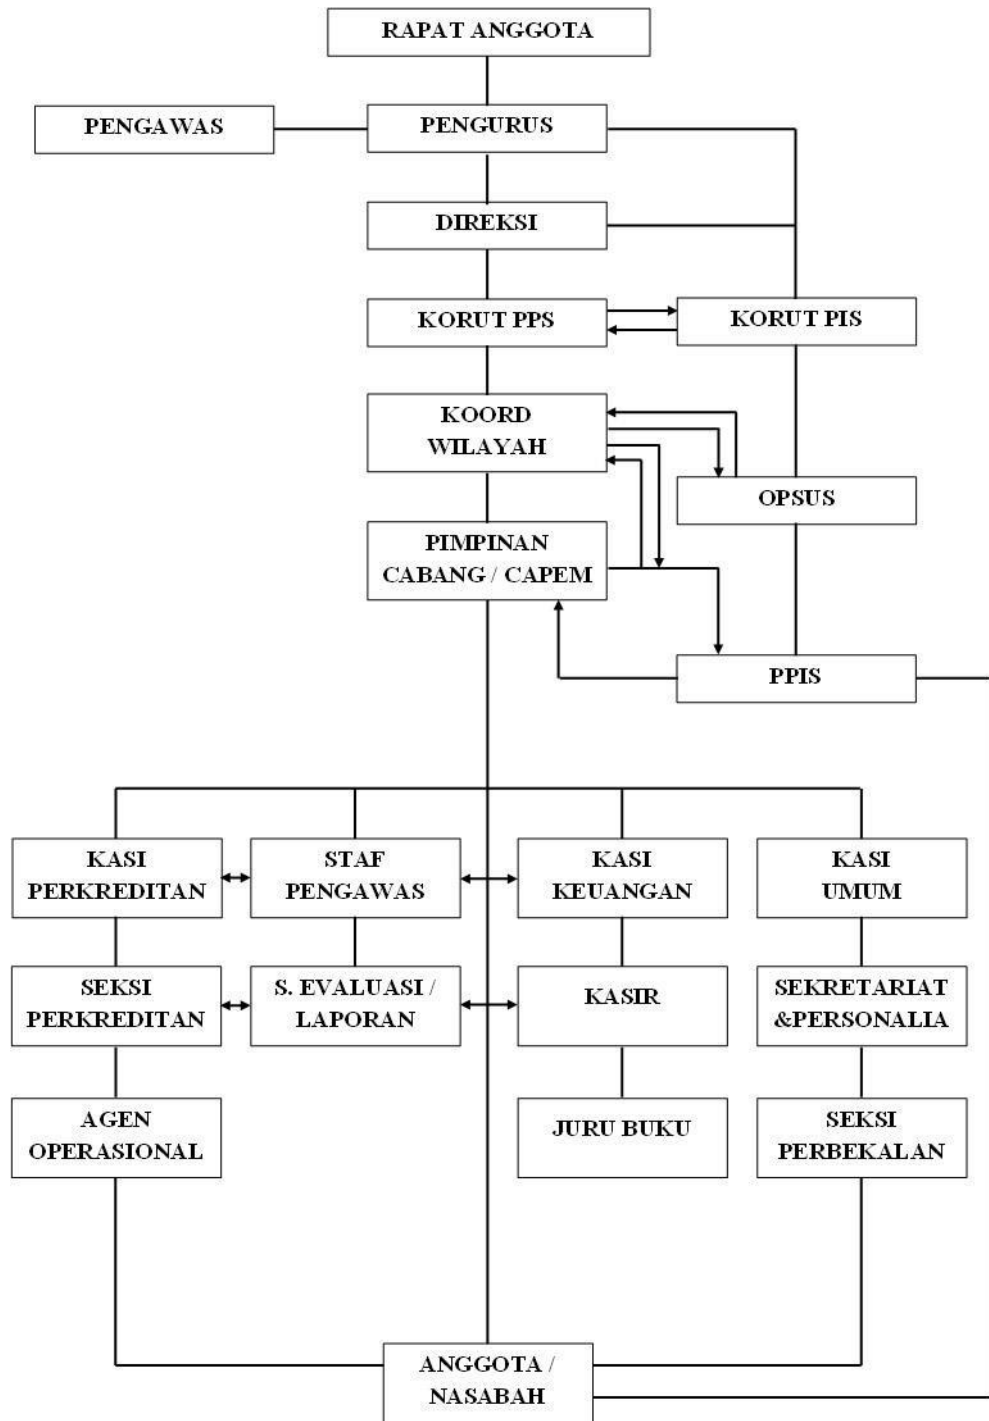 RAPAT ANGGOTA
PENGAWAS
PENGURUS
DIREKSI
KORUT PPS
KORUT PIS
KOORD
WILAYAH
OPSUS
PIMPINAN
CABANG / CAPEM
PPIS
KASI
PERKREDITAN
STAF
PENGAWAS
KASI
KEUANGAN
KASI
UMUM
SEKSI
PERKREDITAN
S. EVALUASI /
LAPORAN
KASIR
SEKRETARIAT
&PERSONALIA
AGEN
OPERASIONAL
JURU BUKU
SEKSI
PERBEKALAN
ANGGOTA /
NASABAH